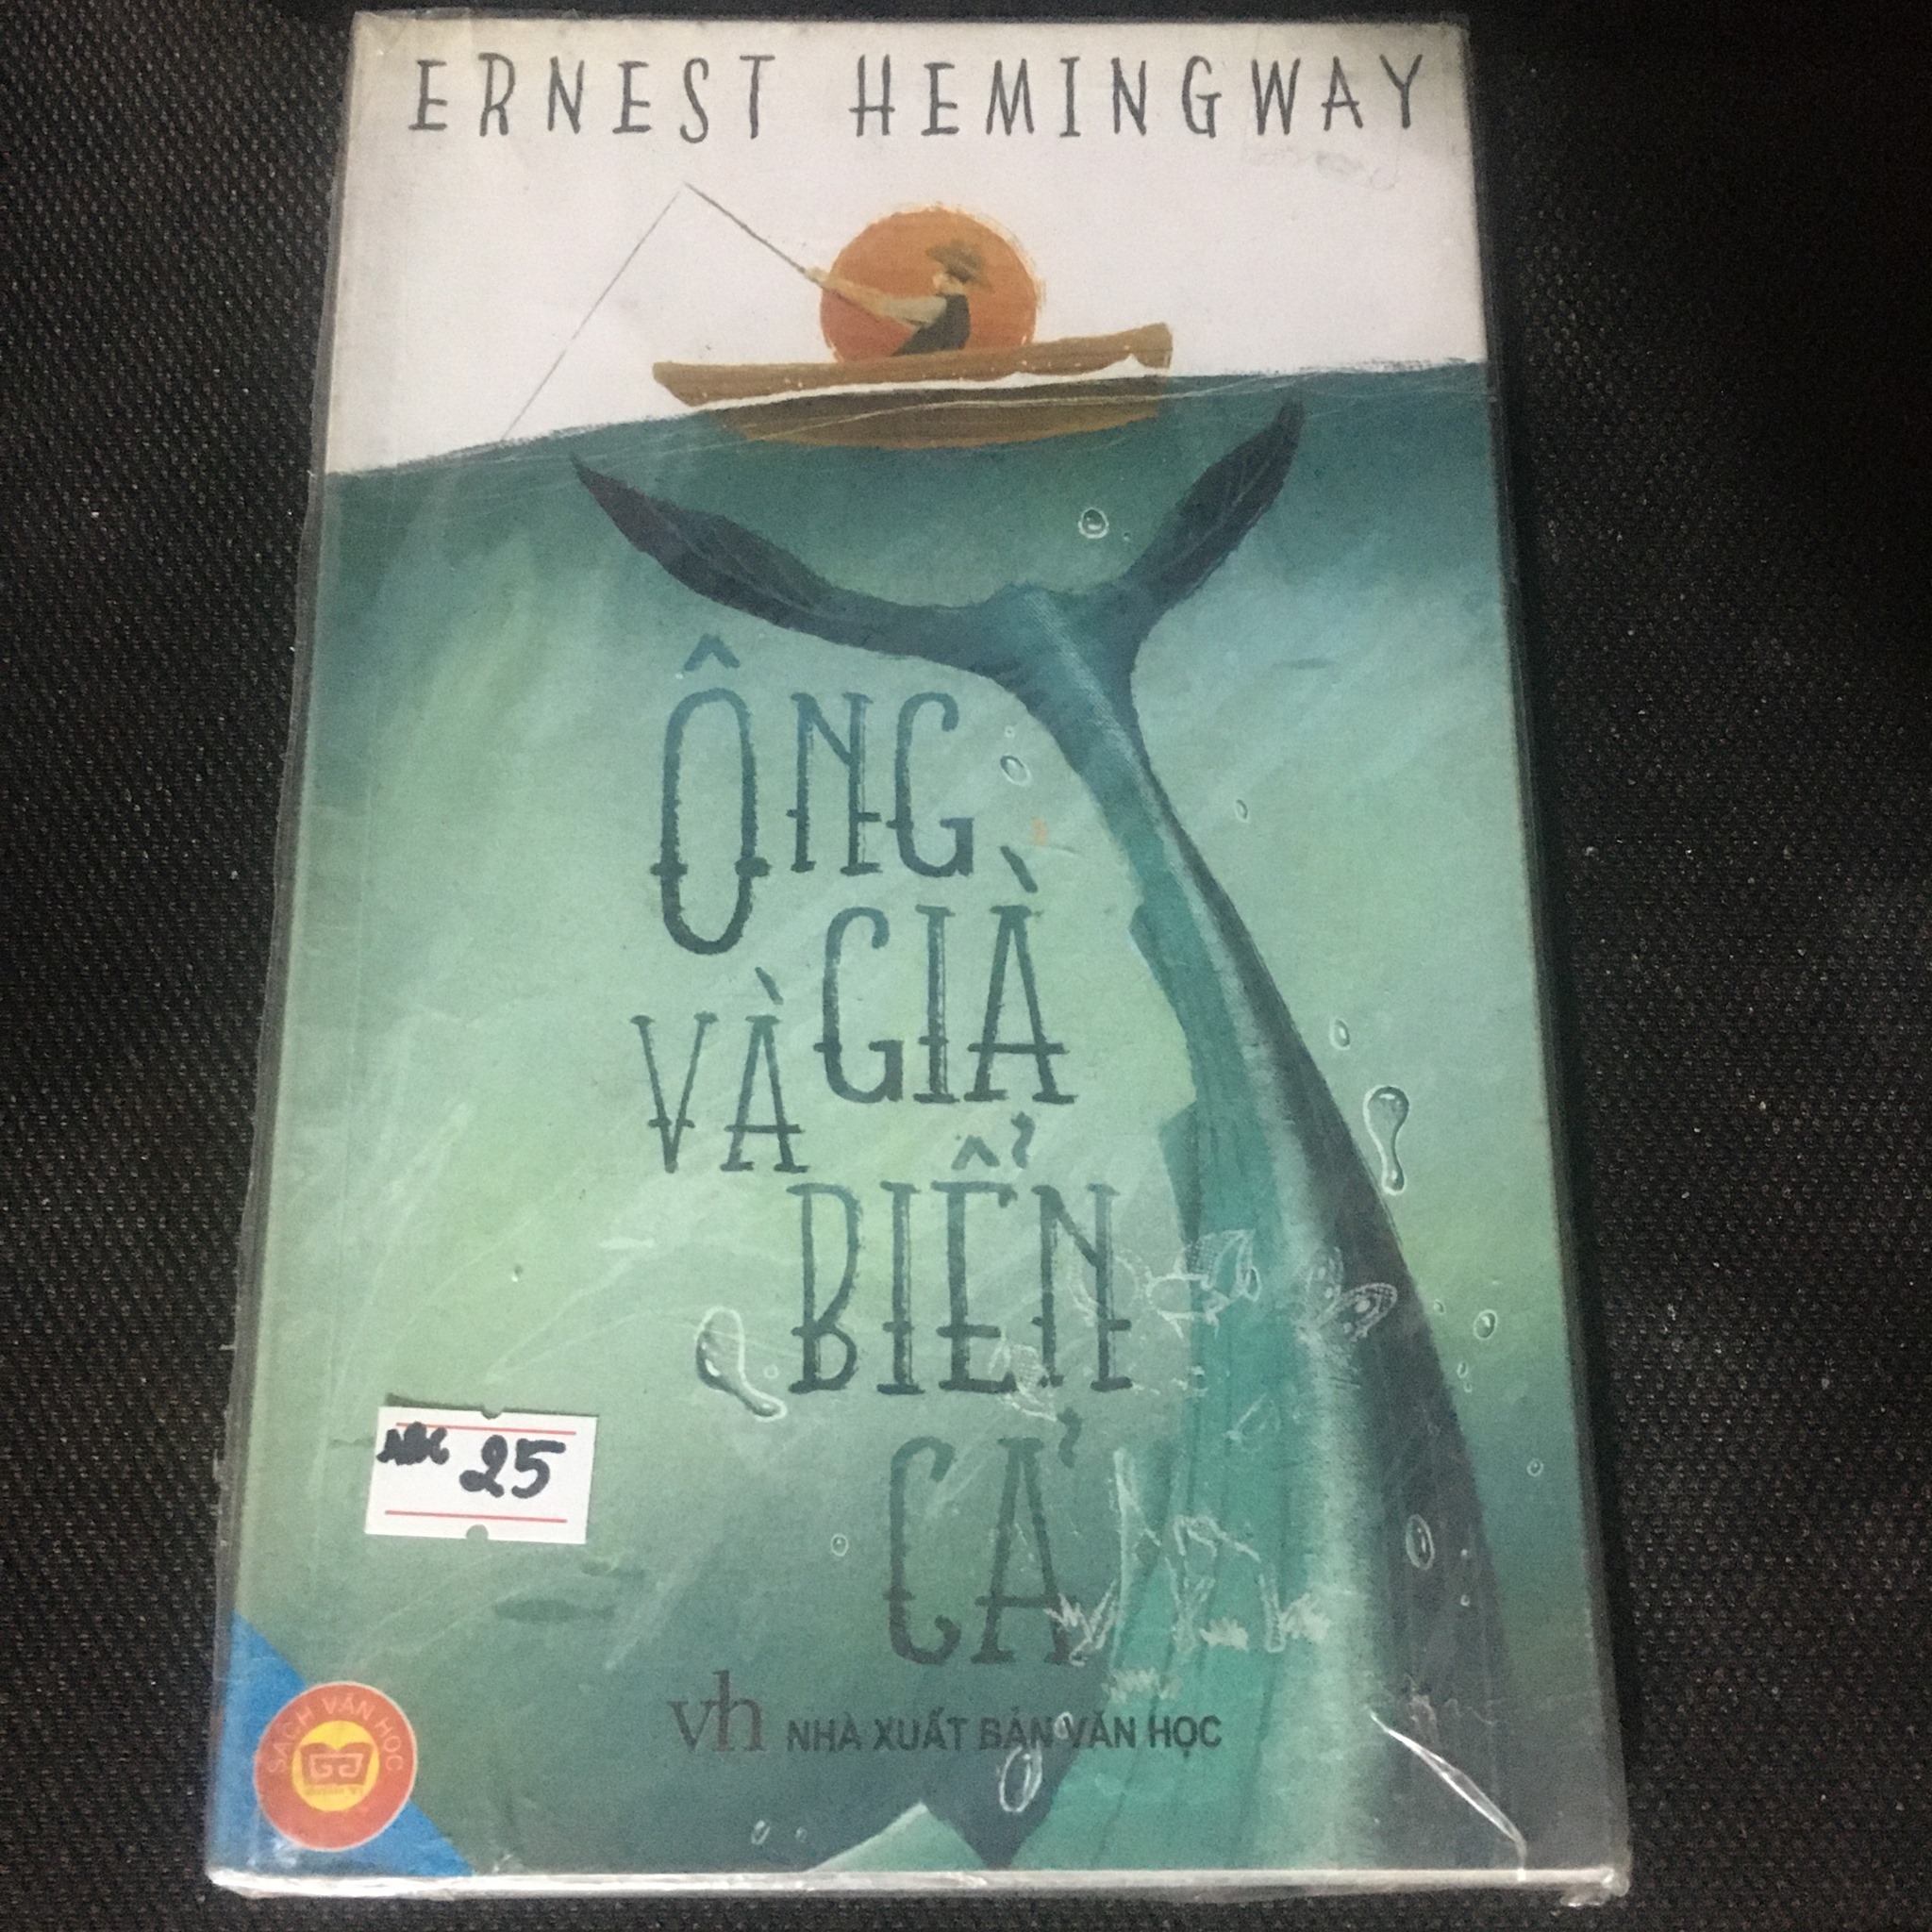 ERNEST HEMINGWAY
ÔNG
GIÀ
VÀ
BIỂN
CẢ
25
vh NHÀ XUẤT BẢN VĂN HỌC
SÁCH VĂN HỌC